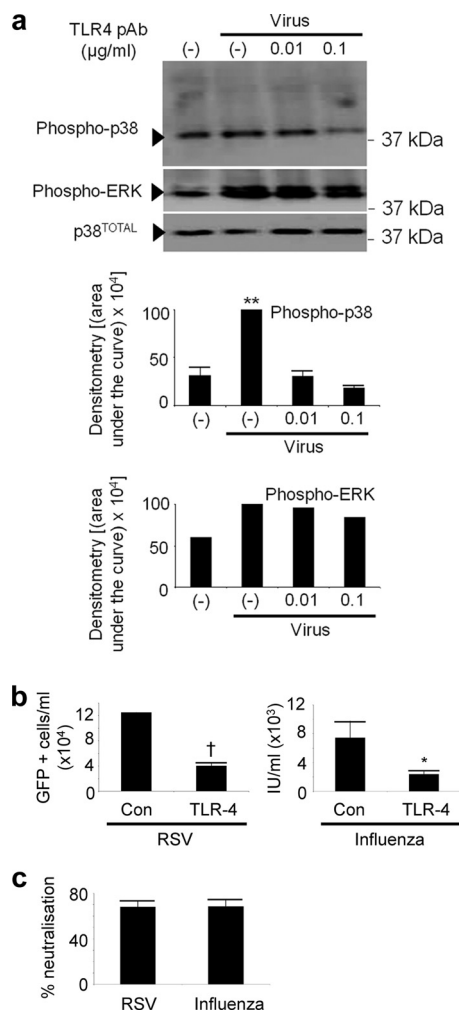 a
Virus
TLR4 pAb (-) (-) 0.01 0.1
(μg/ml)
Phospho-p38
- 37 kDa
Phospho-ERK
- 37 kDa
p38TOTAL
- 37 kDa
Densitometry [(area
under the curve) x 10⁴]
100
50
0
**
Phospho-p38
(-) (-) 0.01 0.1
Virus
Densitometry [(area
under the curve) x 10⁴]
100
50
0
Phospho-ERK
(-) (-) 0.01 0.1
Virus
b
GFP + cells/ml
(x10⁴)
12
8
4
0
†
Con TLR-4
RSV
IU/ml (x10³)
12
8
4
0
*
Con TLR-4
Influenza
c
% neutralisation
80
40
0
RSV Influenza